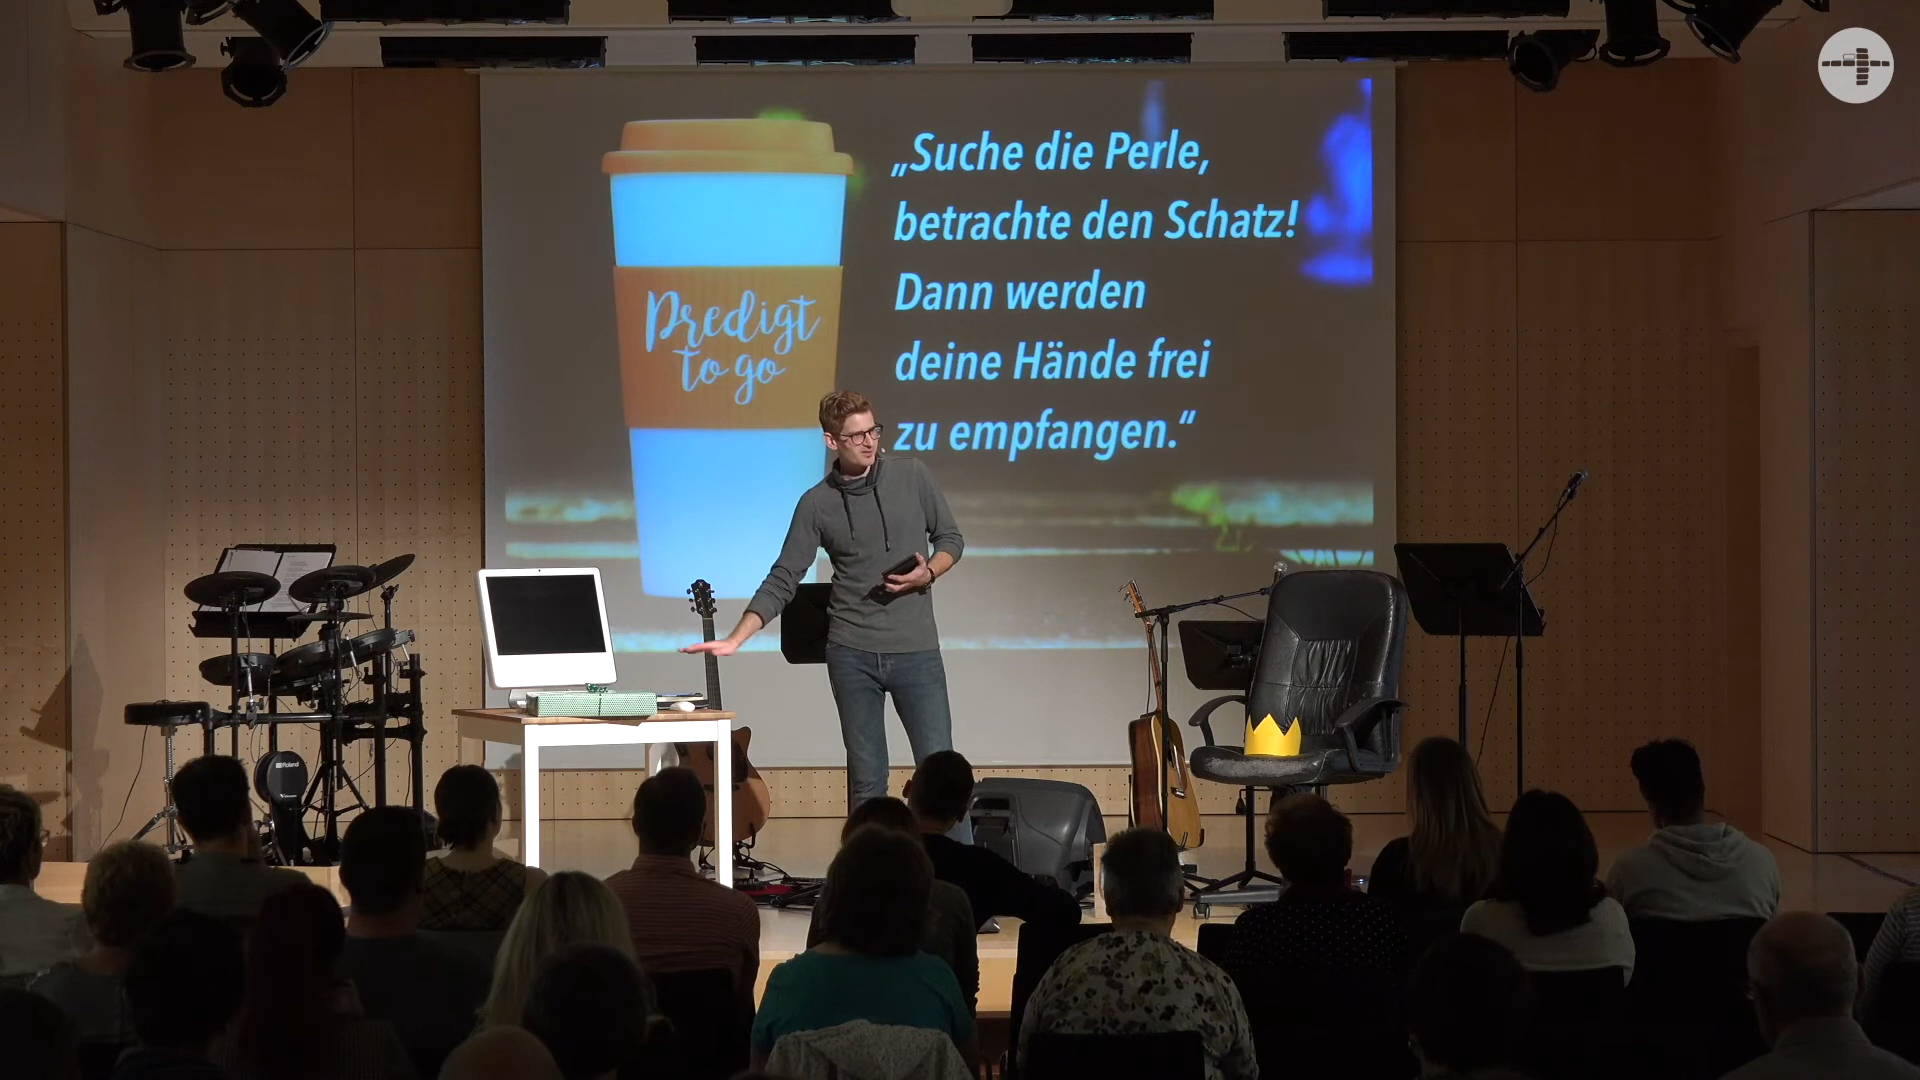 „Suche die Perle,
betrachte den Schatz!
Dann werden
deine Hände frei
zu empfangen.“
Predigt
to go
Roland